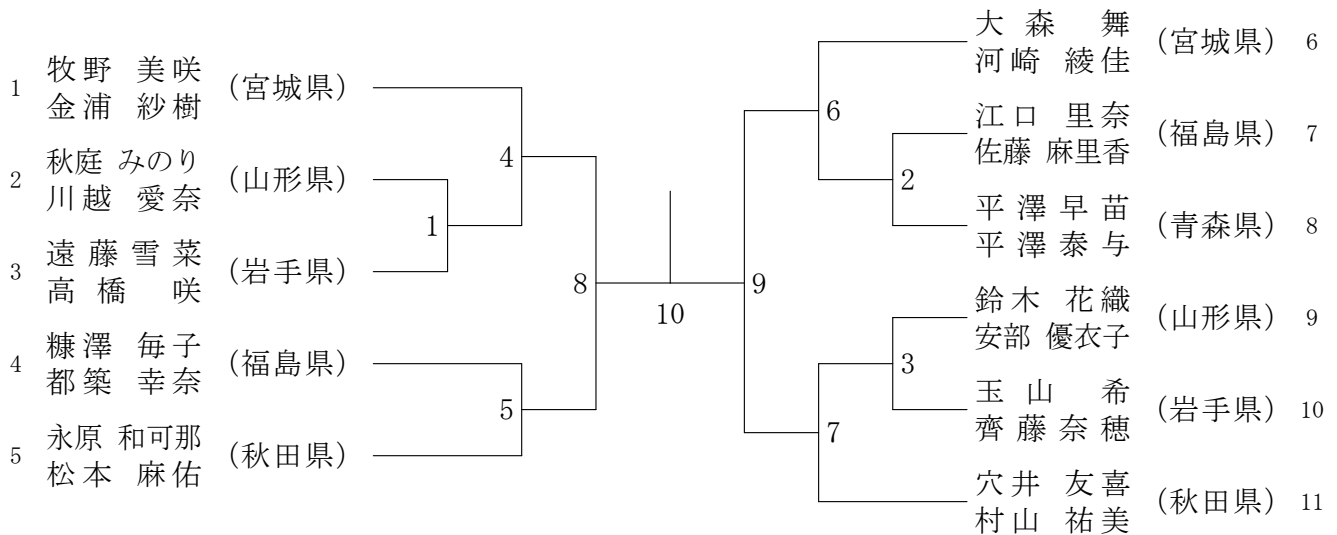 1 牧野 美咲 (宮城県)
金浦 紗樹
2 秋庭 みのり (山形県)
川越 愛奈
3 遠藤雪菜 (岩手県)
高橋 咲
4 糠澤 毎子 (福島県)
都築 幸奈
5 永原 和可那 (秋田県)
松本 麻佑
4
1
8
5
10
大森 舞 (宮城県) 6
河崎 綾佳
江口 里奈 (福島県) 7
佐藤 麻里香
平澤早苗 (青森県) 8
平澤泰与
鈴木 花織 (山形県) 9
安部 優衣子
玉山 希 (岩手県) 10
齊藤奈穂
穴井 友喜 (秋田県) 11
村山 祐美
6
2
9
3
7